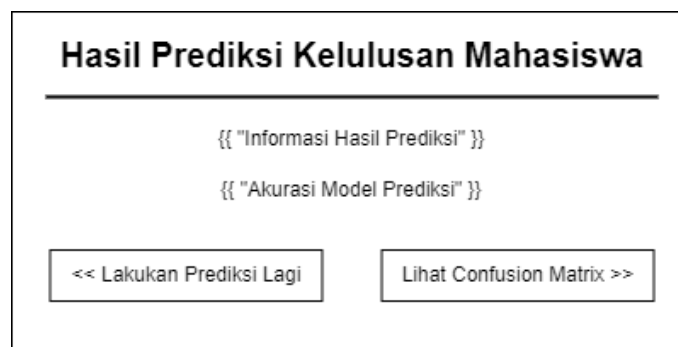 Hasil Prediksi Kelulusan Mahasiswa
{{ "Informasi Hasil Prediksi" }}
{{ "Akurasi Model Prediksi" }}
<< Lakukan Prediksi Lagi
Lihat Confusion Matrix >>